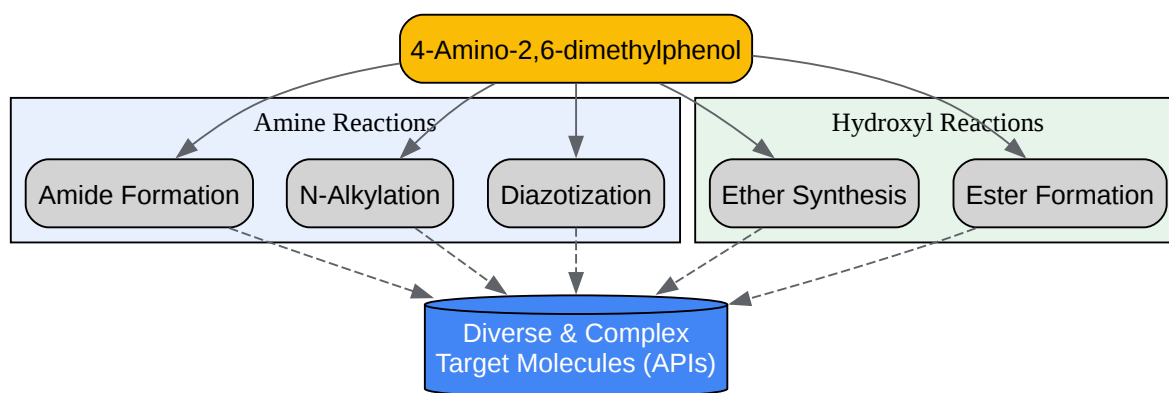 4-Amino-2,6-dimethylphenol
Amine Reactions
Hydroxyl Reactions
Amide Formation
N-Alkylation
Diazotization
Ether Synthesis
Ester Formation
Diverse & Complex
Target Molecules (APIs)